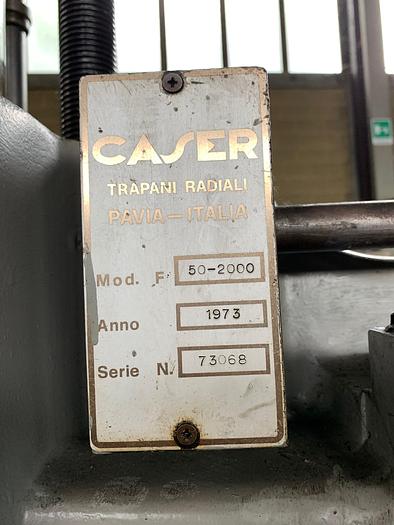 CASER
TRAPANI RADIALI
PAVIA-ITALIA
Mod. F 50-2000
Anno 1973
Serie N. 73068